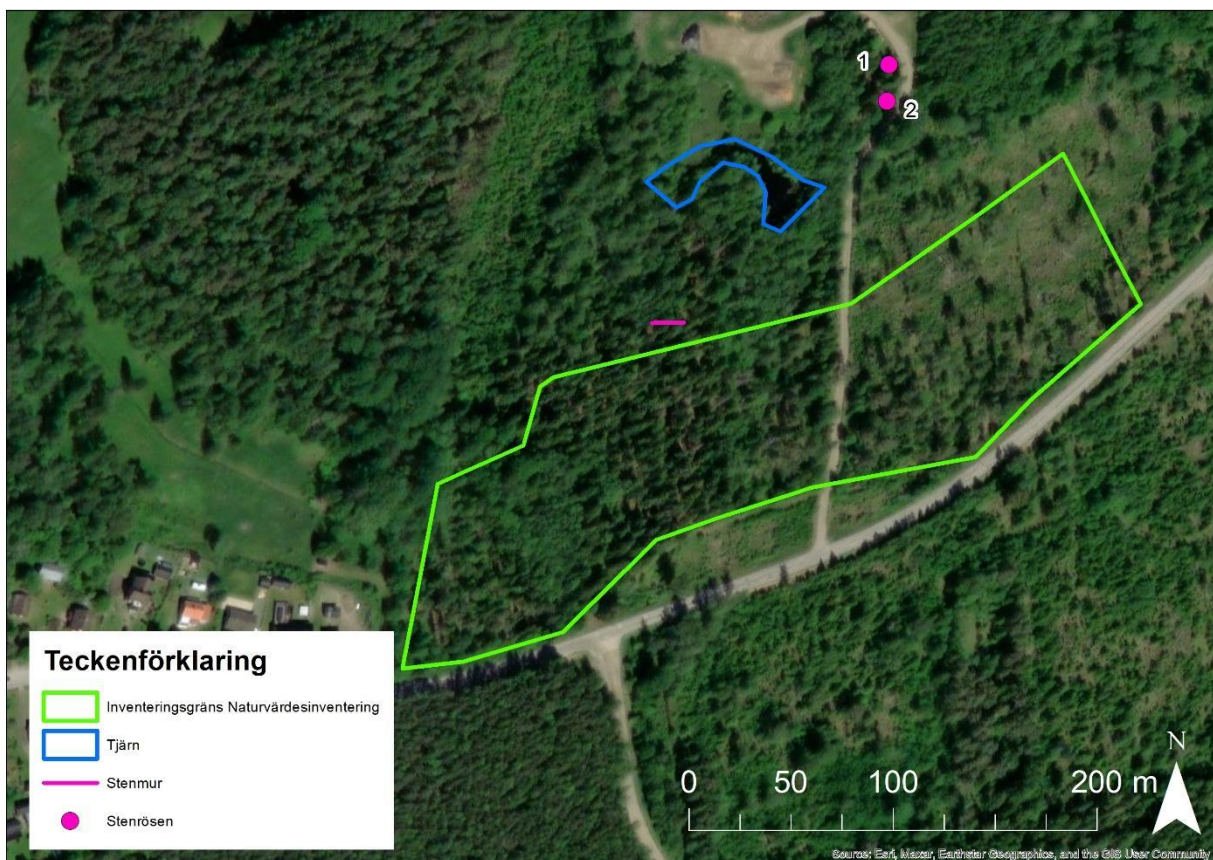 1
2
Teckenförklaring
Inventeringsgräns Naturvärdesinventering
Tjärn
Stenmur
Stenrösen
0 50 100 200 m
N
Source: Esri, Maxar, Earthstar Geographics, and the GIS User Community